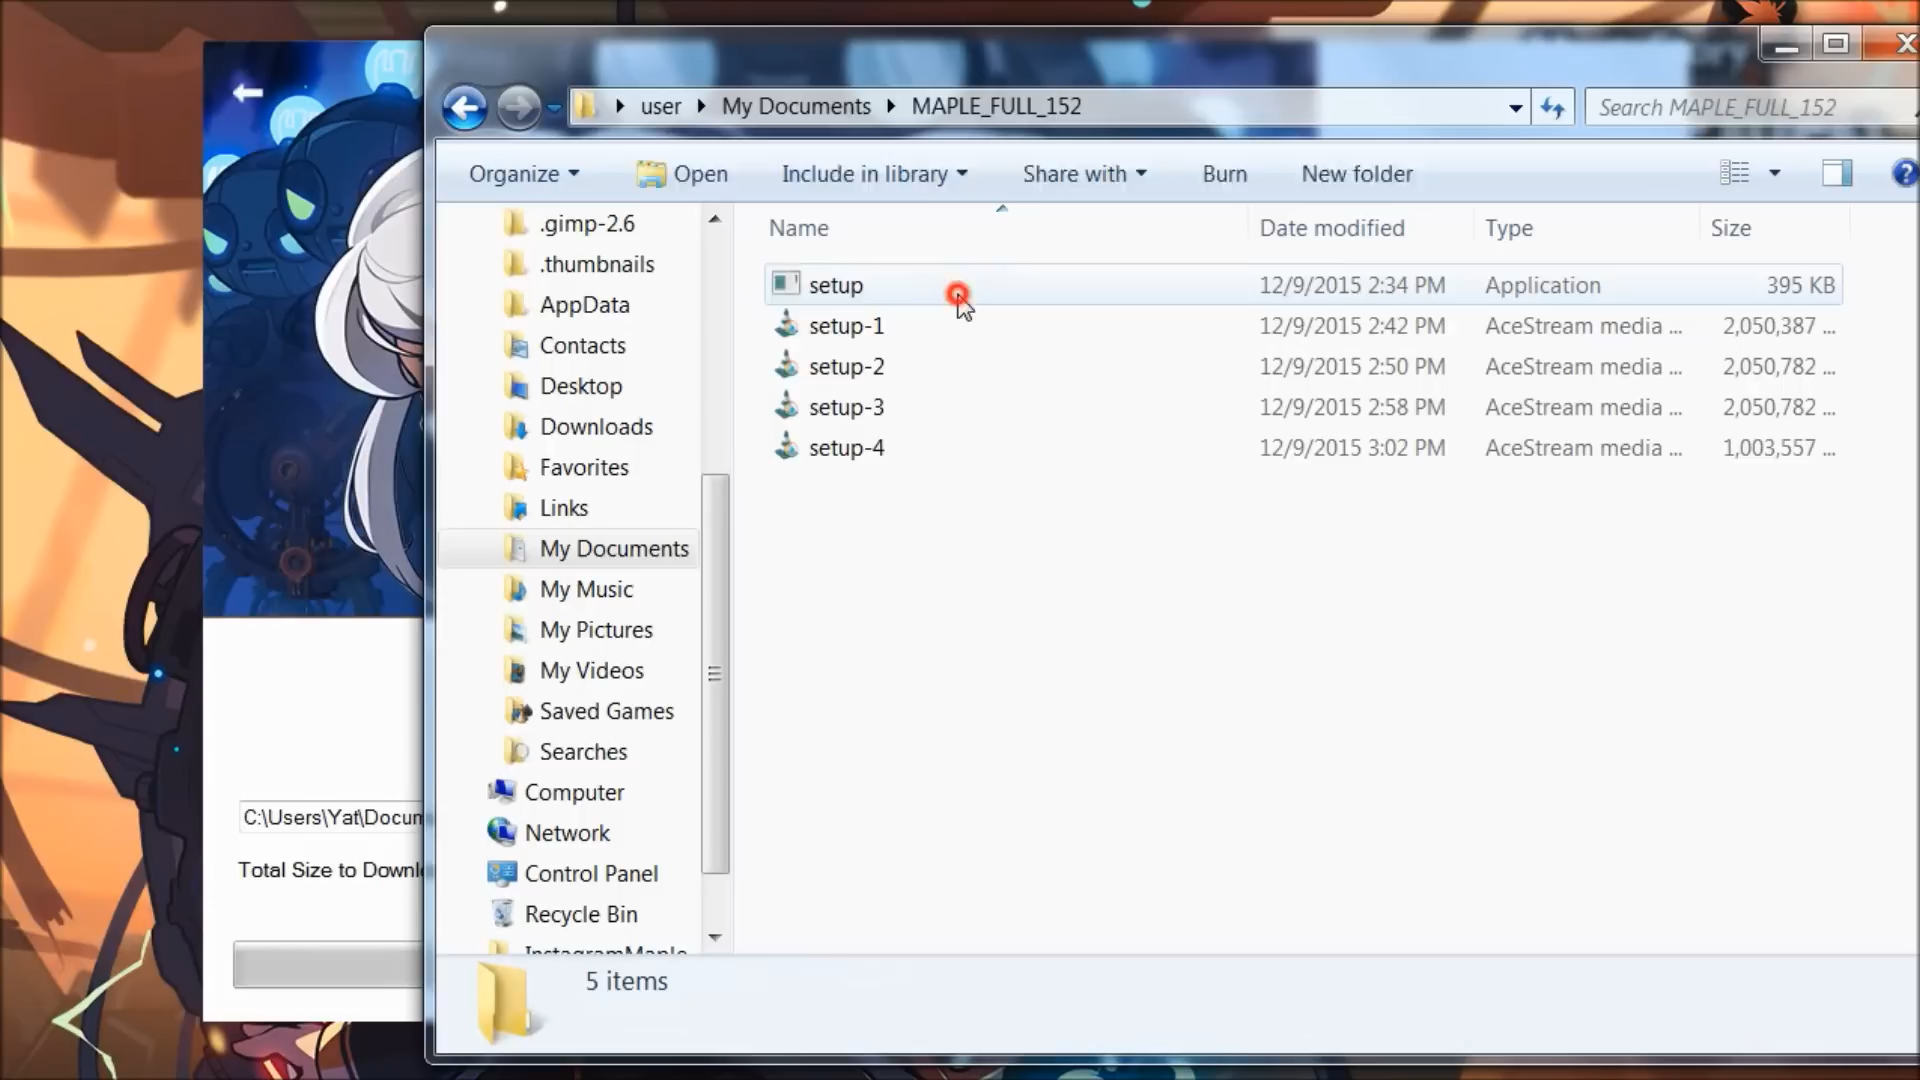 user My Documents MAPLE_FULL_152 Search MAPLE_FULL_152
Organize Open Include in library Share with Burn New folder
Name Date modified Type Size
.gimp-2.6
.thumbnails
AppData
Contacts
Desktop
Downloads
Favorites
Links
My Documents
My Music
My Pictures
My Videos
Saved Games
Searches
Computer
Network
Control Panel
Recycle Bin
InstagramMaple
setup 12/9/2015 2:34 PM Application 395 KB
setup-1 12/9/2015 2:42 PM AceStream media ... 2,050,387 ...
setup-2 12/9/2015 2:50 PM AceStream media ... 2,050,782 ...
setup-3 12/9/2015 2:58 PM AceStream media ... 2,050,782 ...
setup-4 12/9/2015 3:02 PM AceStream media ... 1,003,557 ...
5 items
C:\Users\Yat\Docum
Total Size to Downl